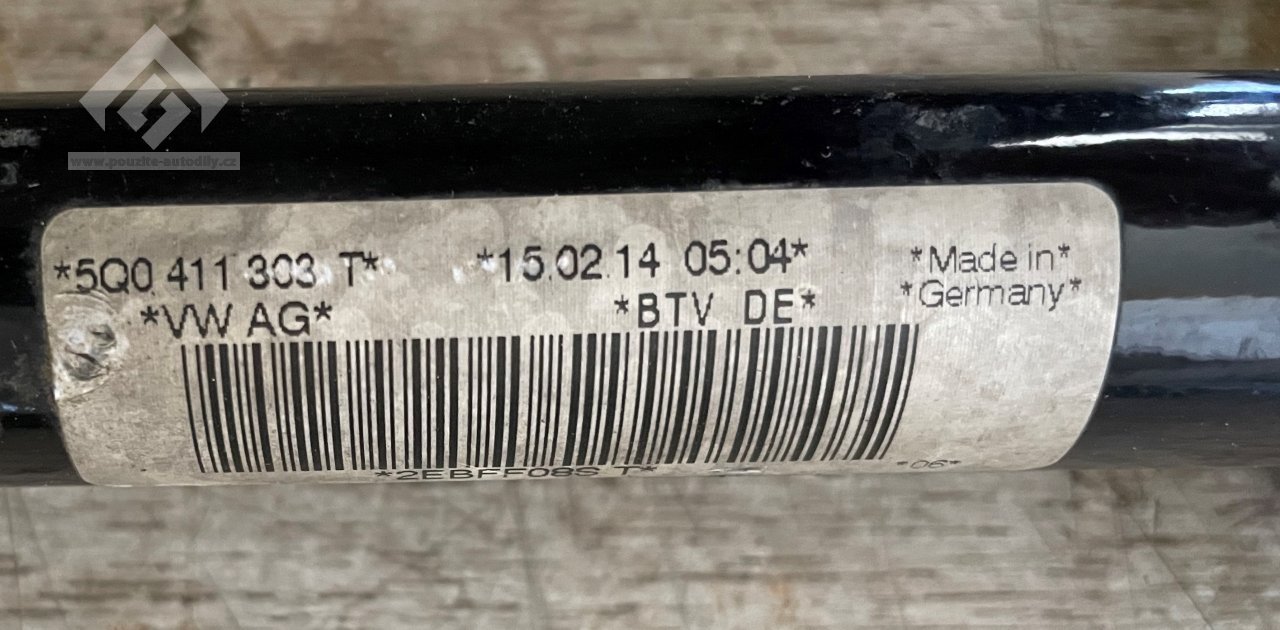 www.pouzite-autodily.cz
*5Q0 411 303 T* *15.02.14 05:04* *Made in*
*VW AG* *BTV DE* *Germany*
*2EBFF08S T* *06*